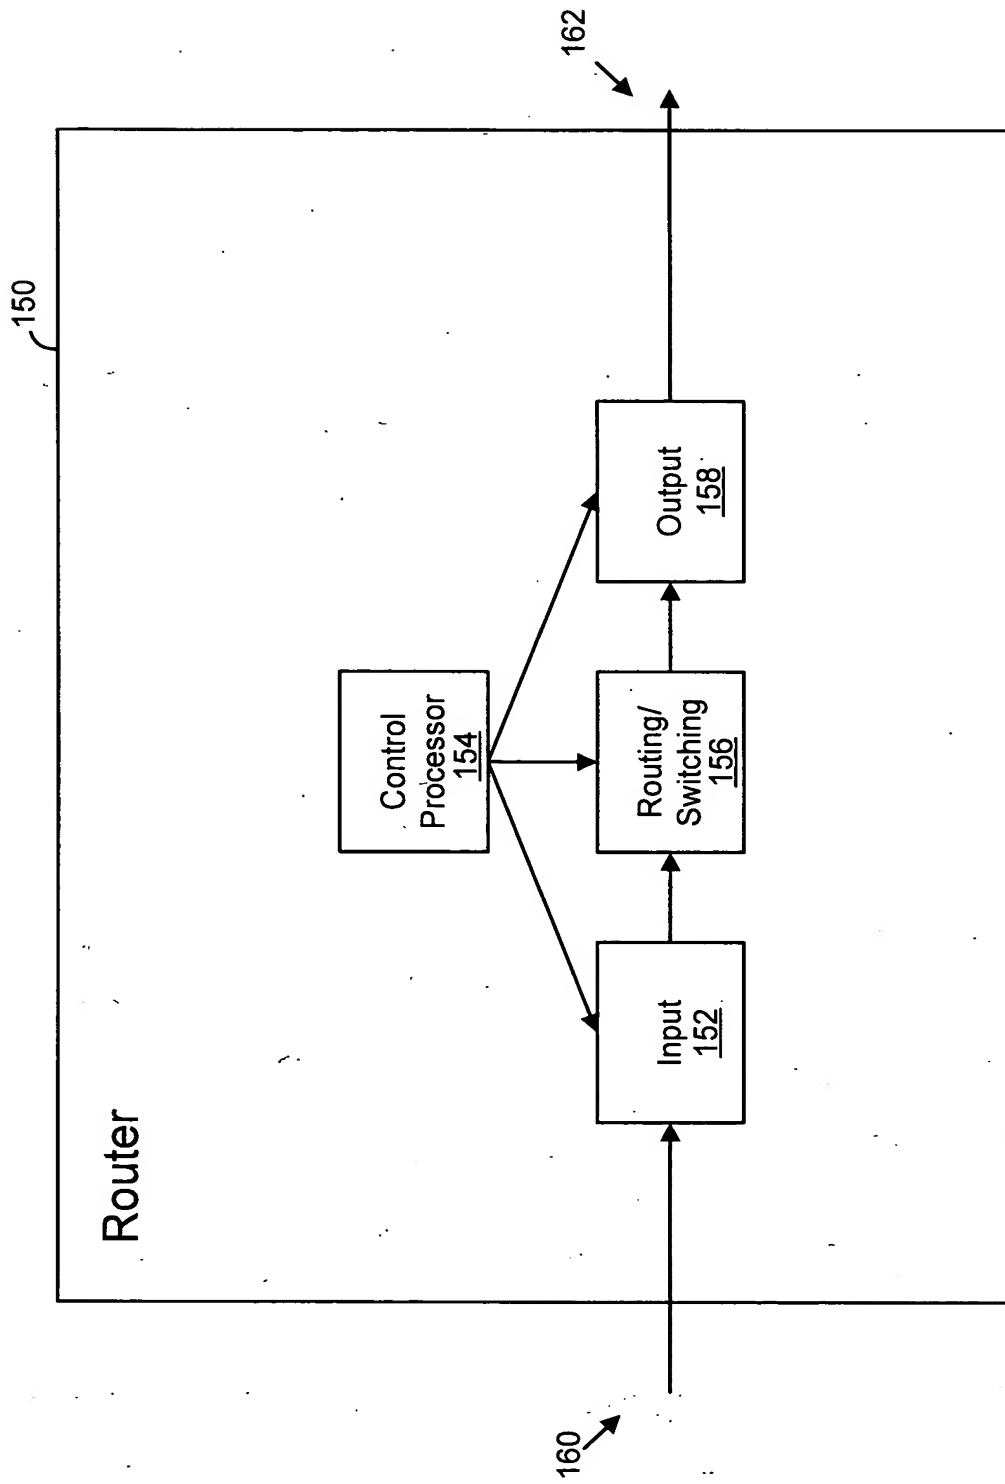 Router
150
Control
Processor
154
Input
152
Routing/
Switching
156
Output
158
160
162